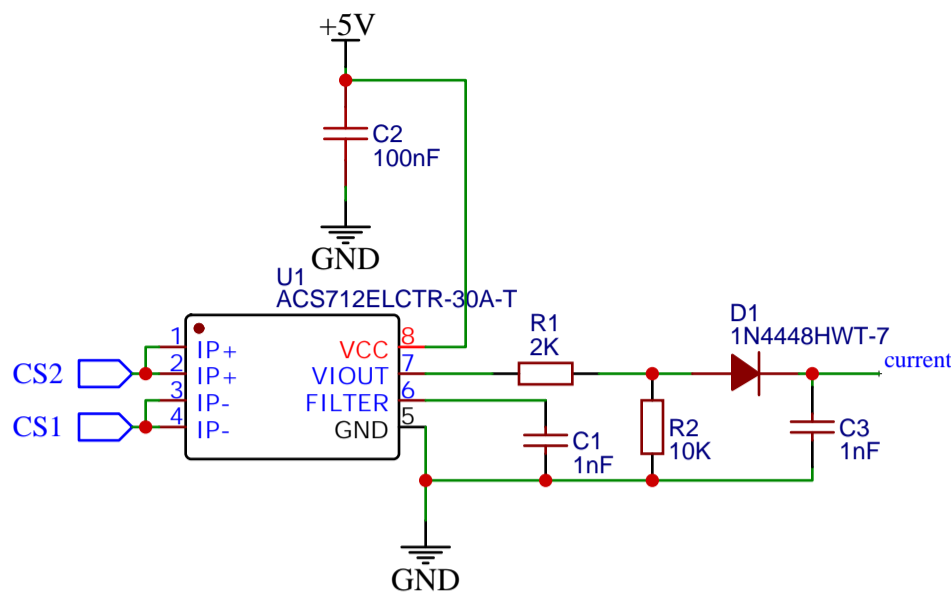 +5V
C2
100nF
GND
U1
ACS712ELCTR-30A-T
1
IP+
2
IP+
3
IP-
4
IP-
VCC
8
VIOUT
7
FILTER
6
GND
5
CS2
CS1
R1
2K
D1
1N4448HWT-7
current
R2
10K
C1
1nF
C3
1nF
GND